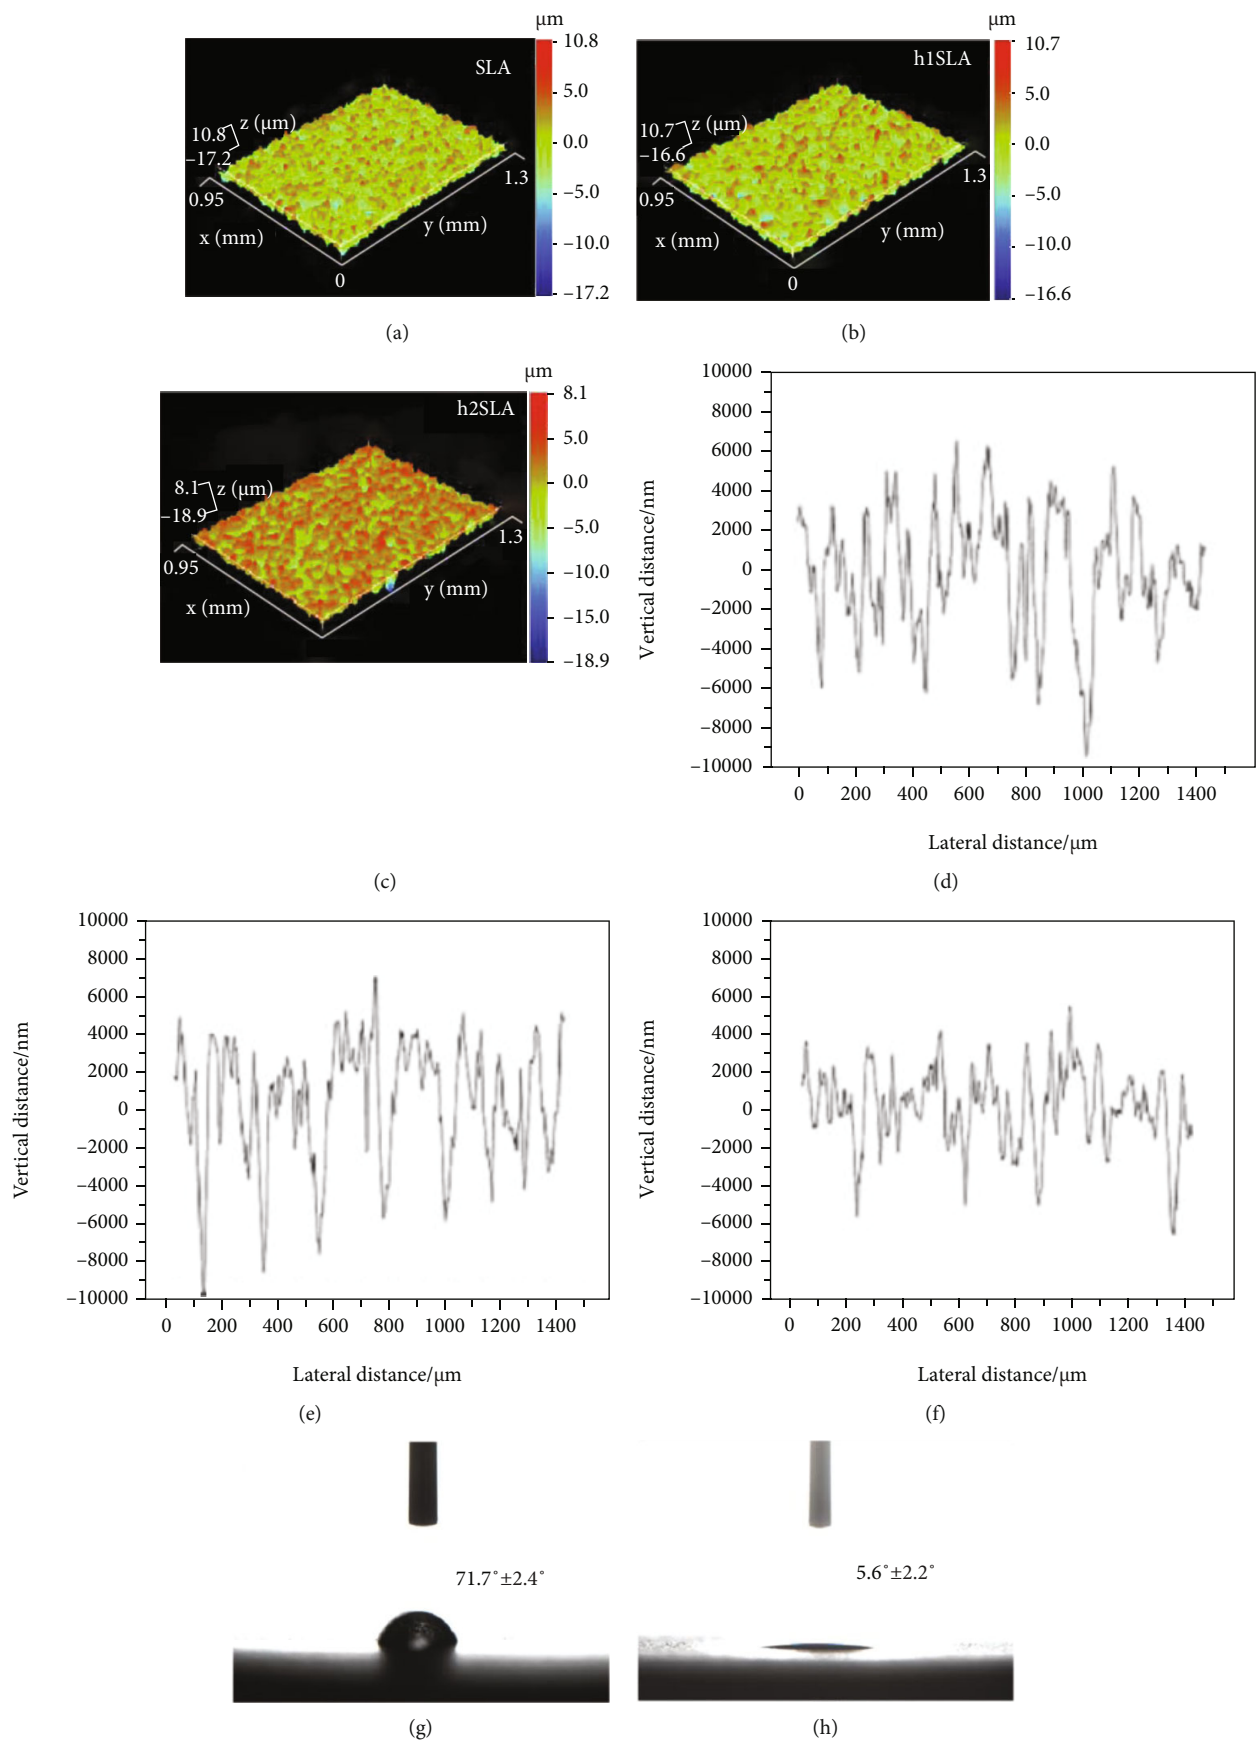 μm
10.8
SLA
5.0
z (μm)
10.8
0.0
−17.2
−5.0
1.3
0.95
y (mm)
x (mm)
−10.0
0
−17.2
(a)
μm
10.7
h1SLA
5.0
z (μm)
10.7
0.0
−16.6
−5.0
1.3
0.95
y (mm)
x (mm)
−10.0
0
−16.6
(b)
μm
8.1
h2SLA
5.0
8.1
z (μm)
0.0
−18.9
−5.0
1.3
0.95
−10.0
y (mm)
x (mm)
−15.0
−18.9
(c)
10000
8000
6000
4000
2000
0
−2000
−4000
−6000
−8000
−10000
Vertical distance/nm
0 200 400 600 800 1000 1200 1400
Lateral distance/μm
(d)
10000
8000
6000
4000
2000
0
−2000
−4000
−6000
−8000
−10000
Vertical distance/nm
0 200 400 600 800 1000 1200 1400
Lateral distance/μm
(e)
10000
8000
6000
4000
2000
0
−2000
−4000
−6000
−8000
−10000
Vertical distance/nm
0 200 400 600 800 1000 1200 1400
Lateral distance/μm
(f)
71.7°±2.4°
(g)
5.6°±2.2°
(h)